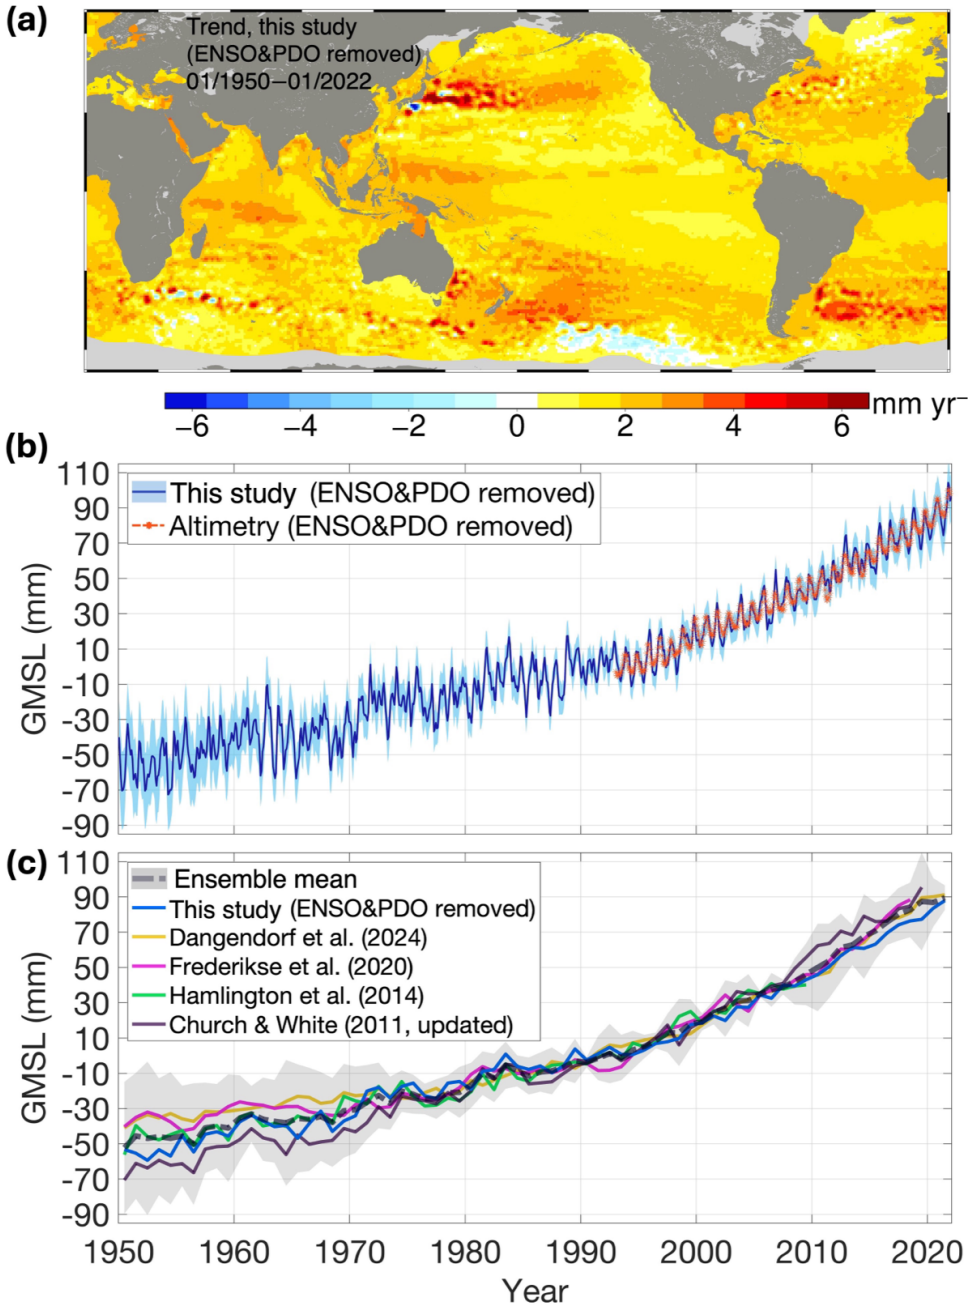 (a)
Trend, this study
(ENSO&PDO removed)
01/1950−01/2022
−6 −4 −2 0 2 4 6 mm yr⁻
(b)
110
90
70
50
30
10
-10
-30
-50
-70
-90
GMSL (mm)
This study (ENSO&PDO removed)
Altimetry (ENSO&PDO removed)
(c)
110
90
70
50
30
10
-10
-30
-50
-70
-90
GMSL (mm)
Ensemble mean
This study (ENSO&PDO removed)
Dangendorf et al. (2024)
Frederikse et al. (2020)
Hamlington et al. (2014)
Church & White (2011, updated)
1950 1960 1970 1980 1990 2000 2010 2020
Year